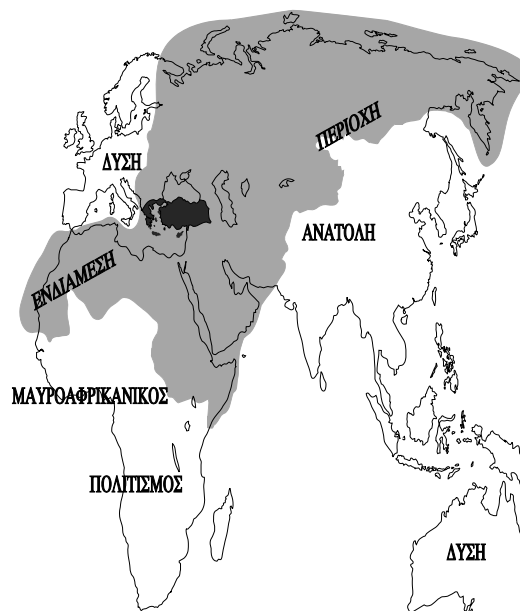 ΠΕΡΙΟΧΗ
ΔΥΣΗ
ΑΝΑΤΟΛΗ
ΕΝΔΙΑΜΕΣΗ
ΜΑΥΡΟΑΦΡΙΚΑΝΙΚΟΣ
ΠΟΛΙΤΙΣΜΟΣ
ΔΥΣΗ